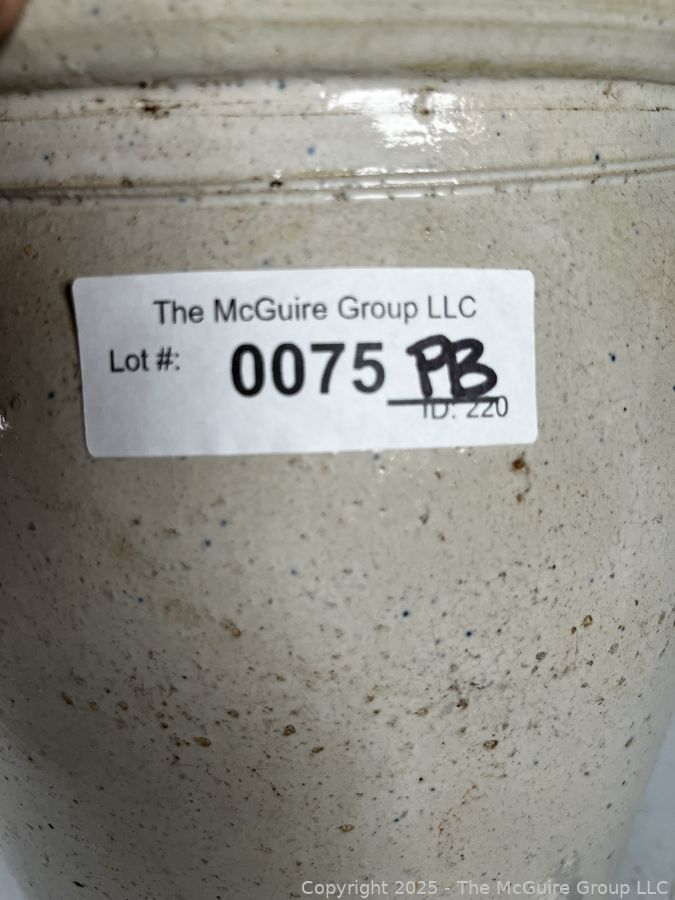 The McGuire Group LLC
Lot #: 0075 PB
ID: 220
Copyright 2025 - The McGuire Group LLC